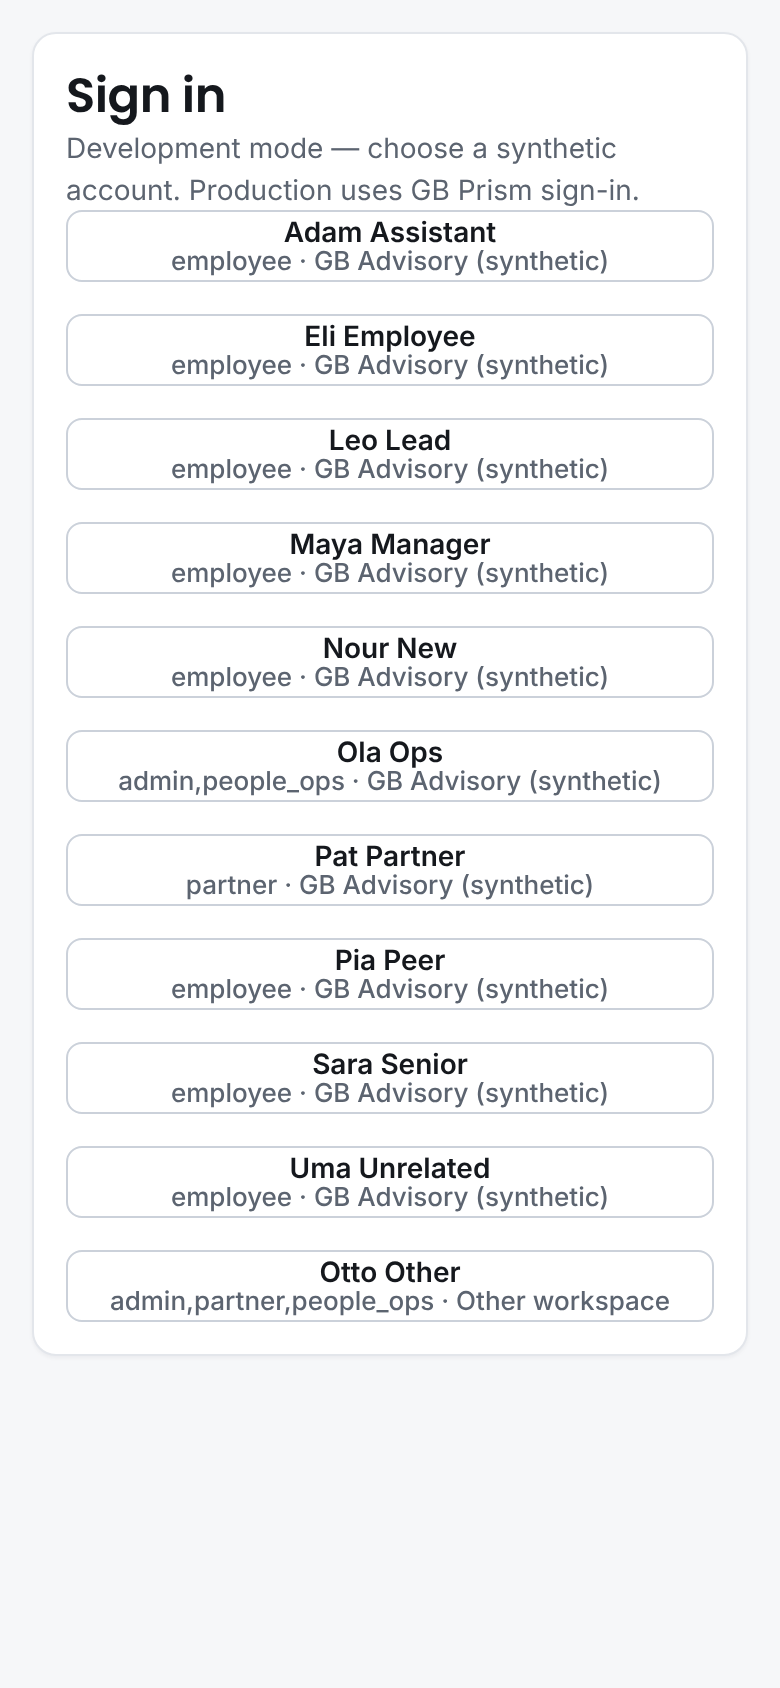 Sign in
Development mode — choose a synthetic
account. Production uses GB Prism sign-in.
Adam Assistant
employee · GB Advisory (synthetic)
Eli Employee
employee · GB Advisory (synthetic)
Leo Lead
employee · GB Advisory (synthetic)
Maya Manager
employee · GB Advisory (synthetic)
Nour New
employee · GB Advisory (synthetic)
Ola Ops
admin,people_ops · GB Advisory (synthetic)
Pat Partner
partner · GB Advisory (synthetic)
Pia Peer
employee · GB Advisory (synthetic)
Sara Senior
employee · GB Advisory (synthetic)
Uma Unrelated
employee · GB Advisory (synthetic)
Otto Other
admin,partner,people_ops · Other workspace